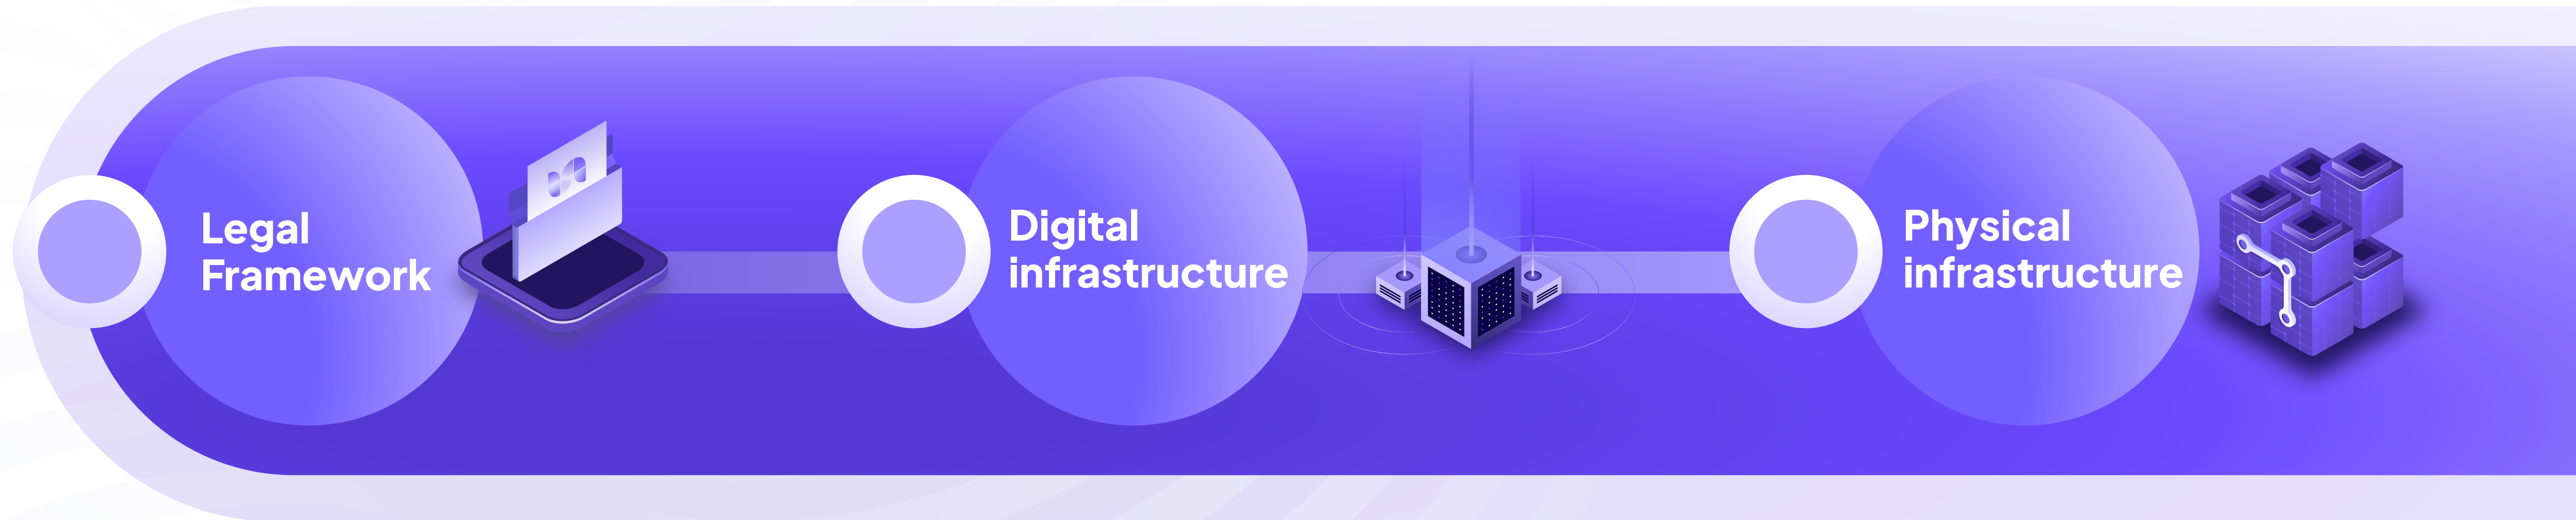 Legal
Framework
Digital
infrastructure
Physical
infrastructure